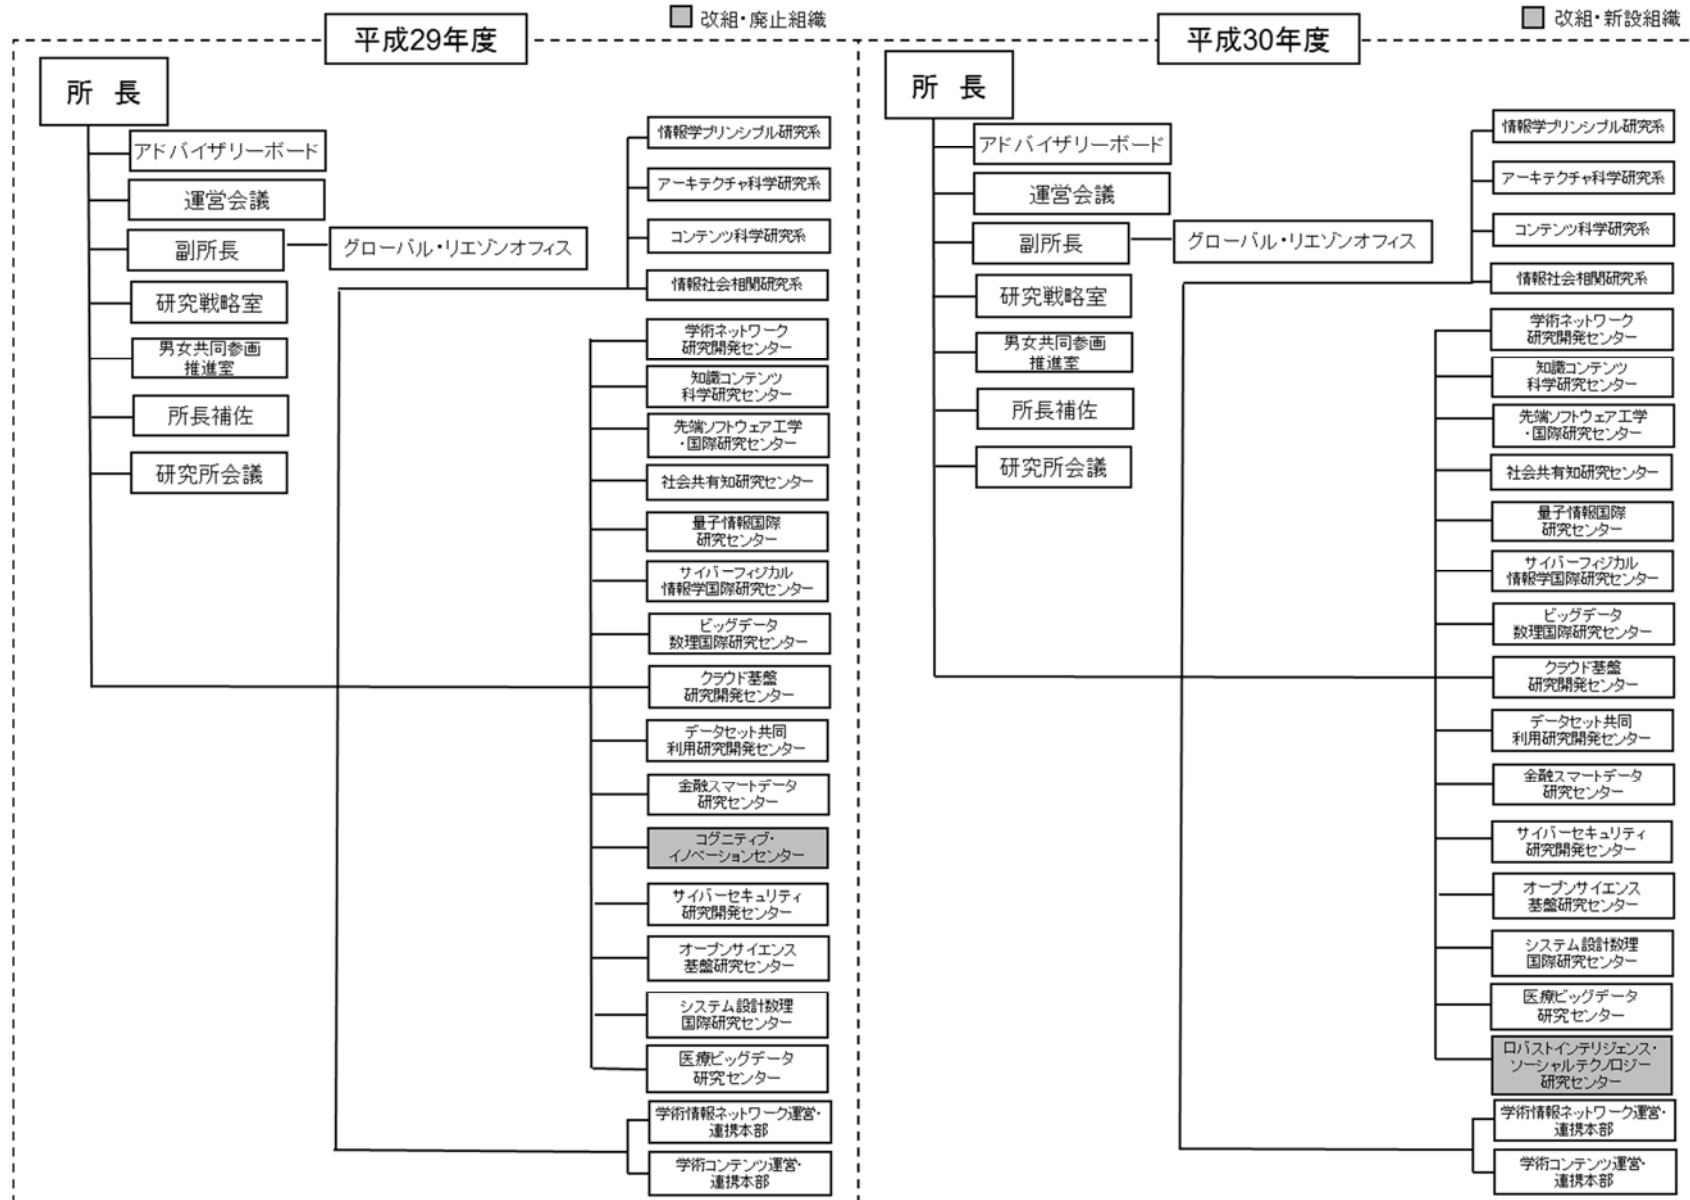 平成29年度
改組・廃止組織
所 長
アドバイザリーボード
運営会議
副所長
グローバル・リエゾンオフィス
研究戦略室
男女共同参画
推進室
所長補佐
研究所会議
情報学プリンシプル研究系
アーキテクチャ科学研究系
コンテンツ科学研究系
情報社会相関研究系
学術ネットワーク
研究開発センター
知識コンテンツ
科学研究センター
先端ソフトウェア工学
・国際研究センター
社会共有知研究センター
量子情報国際
研究センター
サイバーフィジカル
情報学国際研究センター
ビッグデータ
数理国際研究センター
クラウド基盤
研究開発センター
データセット共同
利用研究開発センター
金融スマートデータ
研究センター
コグニティブ・
イノベーションセンター
サイバーセキュリティ
研究開発センター
オープンサイエンス
基盤研究センター
システム設計数理
国際研究センター
医療ビッグデータ
研究センター
学術情報ネットワーク運営・
連携本部
学術コンテンツ運営・
連携本部
平成30年度
改組・新設組織
所 長
アドバイザリーボード
運営会議
副所長
グローバル・リエゾンオフィス
研究戦略室
男女共同参画
推進室
所長補佐
研究所会議
情報学プリンシプル研究系
アーキテクチャ科学研究系
コンテンツ科学研究系
情報社会相関研究系
学術ネットワーク
研究開発センター
知識コンテンツ
科学研究センター
先端ソフトウェア工学
・国際研究センター
社会共有知研究センター
量子情報国際
研究センター
サイバーフィジカル
情報学国際研究センター
ビッグデータ
数理国際研究センター
クラウド基盤
研究開発センター
データセット共同
利用研究開発センター
金融スマートデータ
研究センター
サイバーセキュリティ
研究開発センター
オープンサイエンス
基盤研究センター
システム設計数理
国際研究センター
医療ビッグデータ
研究センター
ロバストインテリジェンス・
ソーシャルテクノロジー
研究センター
学術情報ネットワーク運営・
連携本部
学術コンテンツ運営・
連携本部